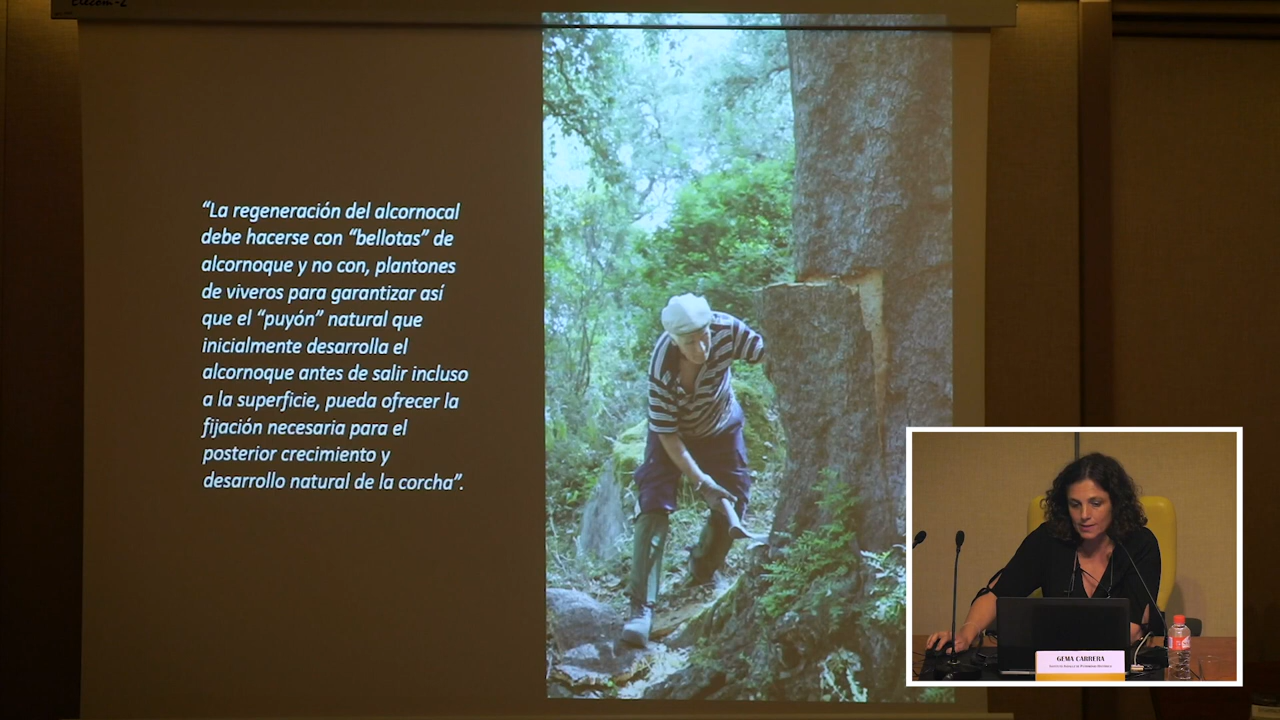 Elecom-2
“La regeneración del alcornocal
debe hacerse con “bellotas” de
alcornoque y no con, plantones
de viveros para garantizar así
que el “puyón” natural que
inicialmente desarrolla el
alcornoque antes de salir incluso
a la superficie, pueda ofrecer la
fijación necesaria para el
posterior crecimiento y
desarrollo natural de la corcha”.
GEMA CARRERA